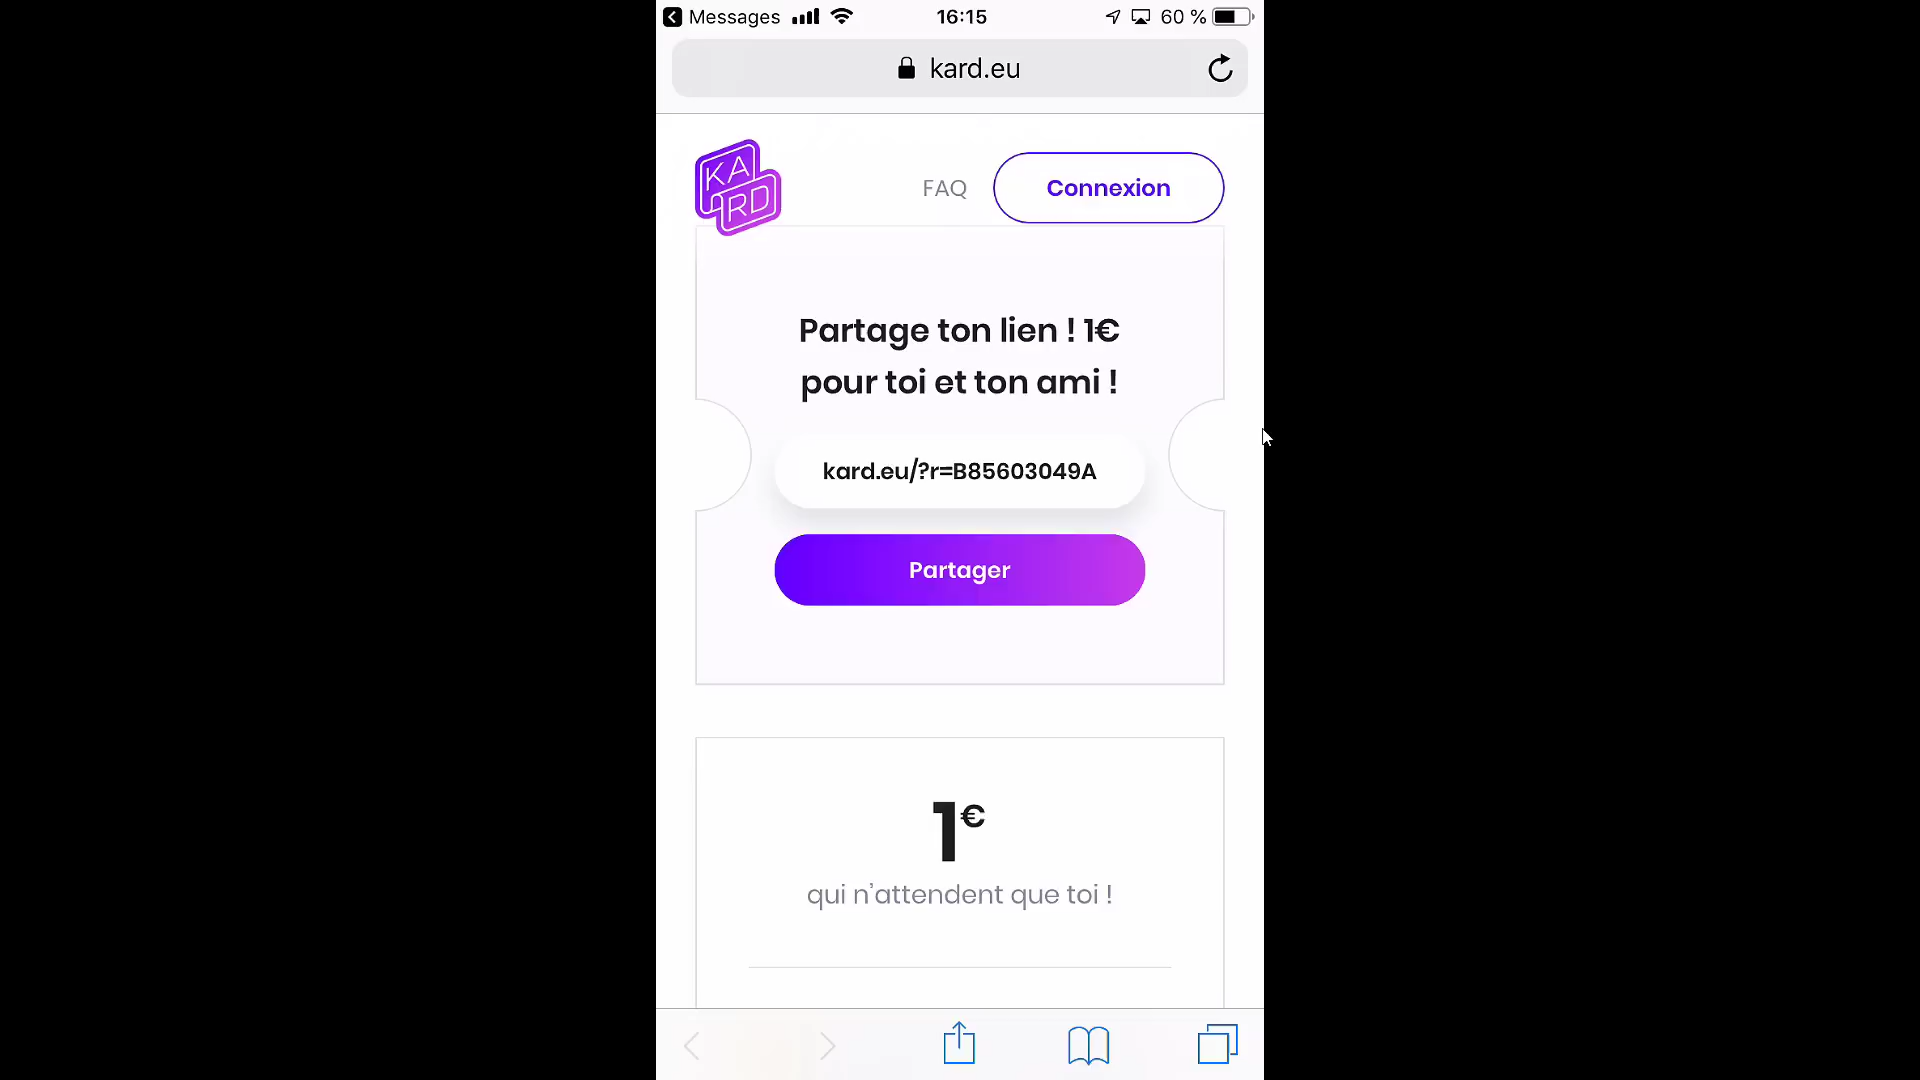 Messages 16:15 60 %
kard.eu
KA
RD
FAQ Connexion
Partage ton lien ! 1€
pour toi et ton ami !
kard.eu/?r=B85603049A
Partager
1€
qui n’attendent que toi !